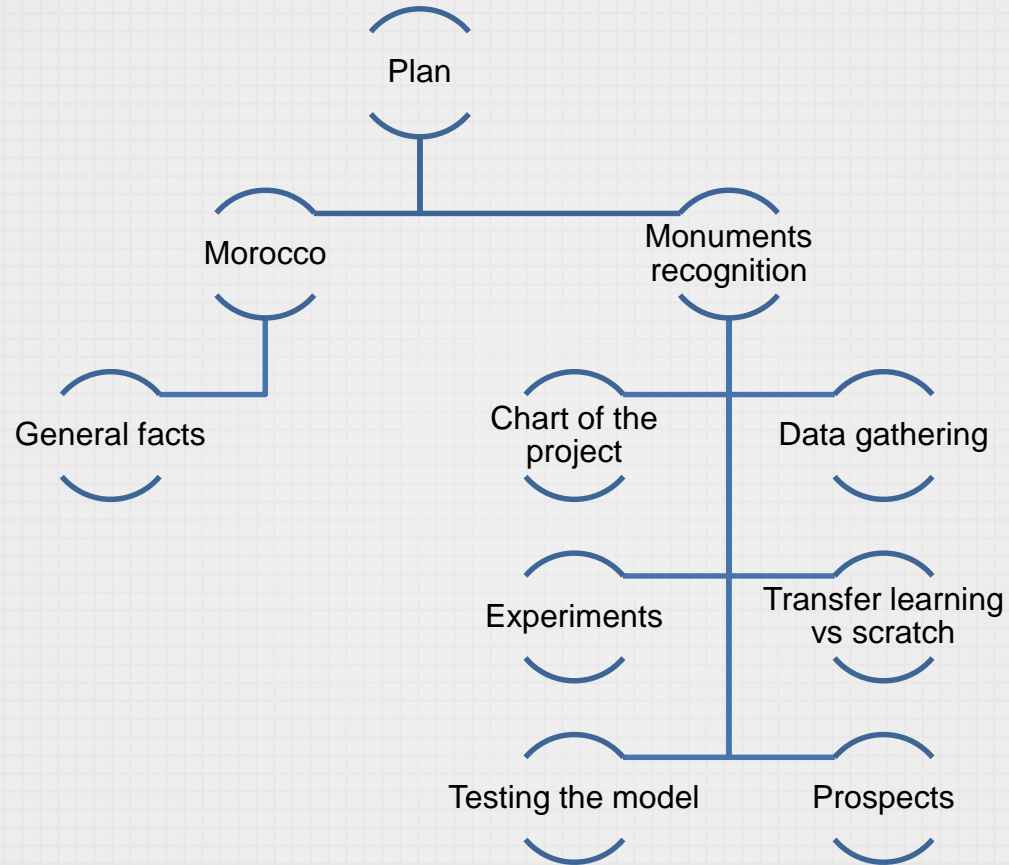 Plan
Morocco
Monuments
recognition
General facts
Chart of the
project
Data gathering
Experiments
Transfer learning
vs scratch
Testing the model
Prospects